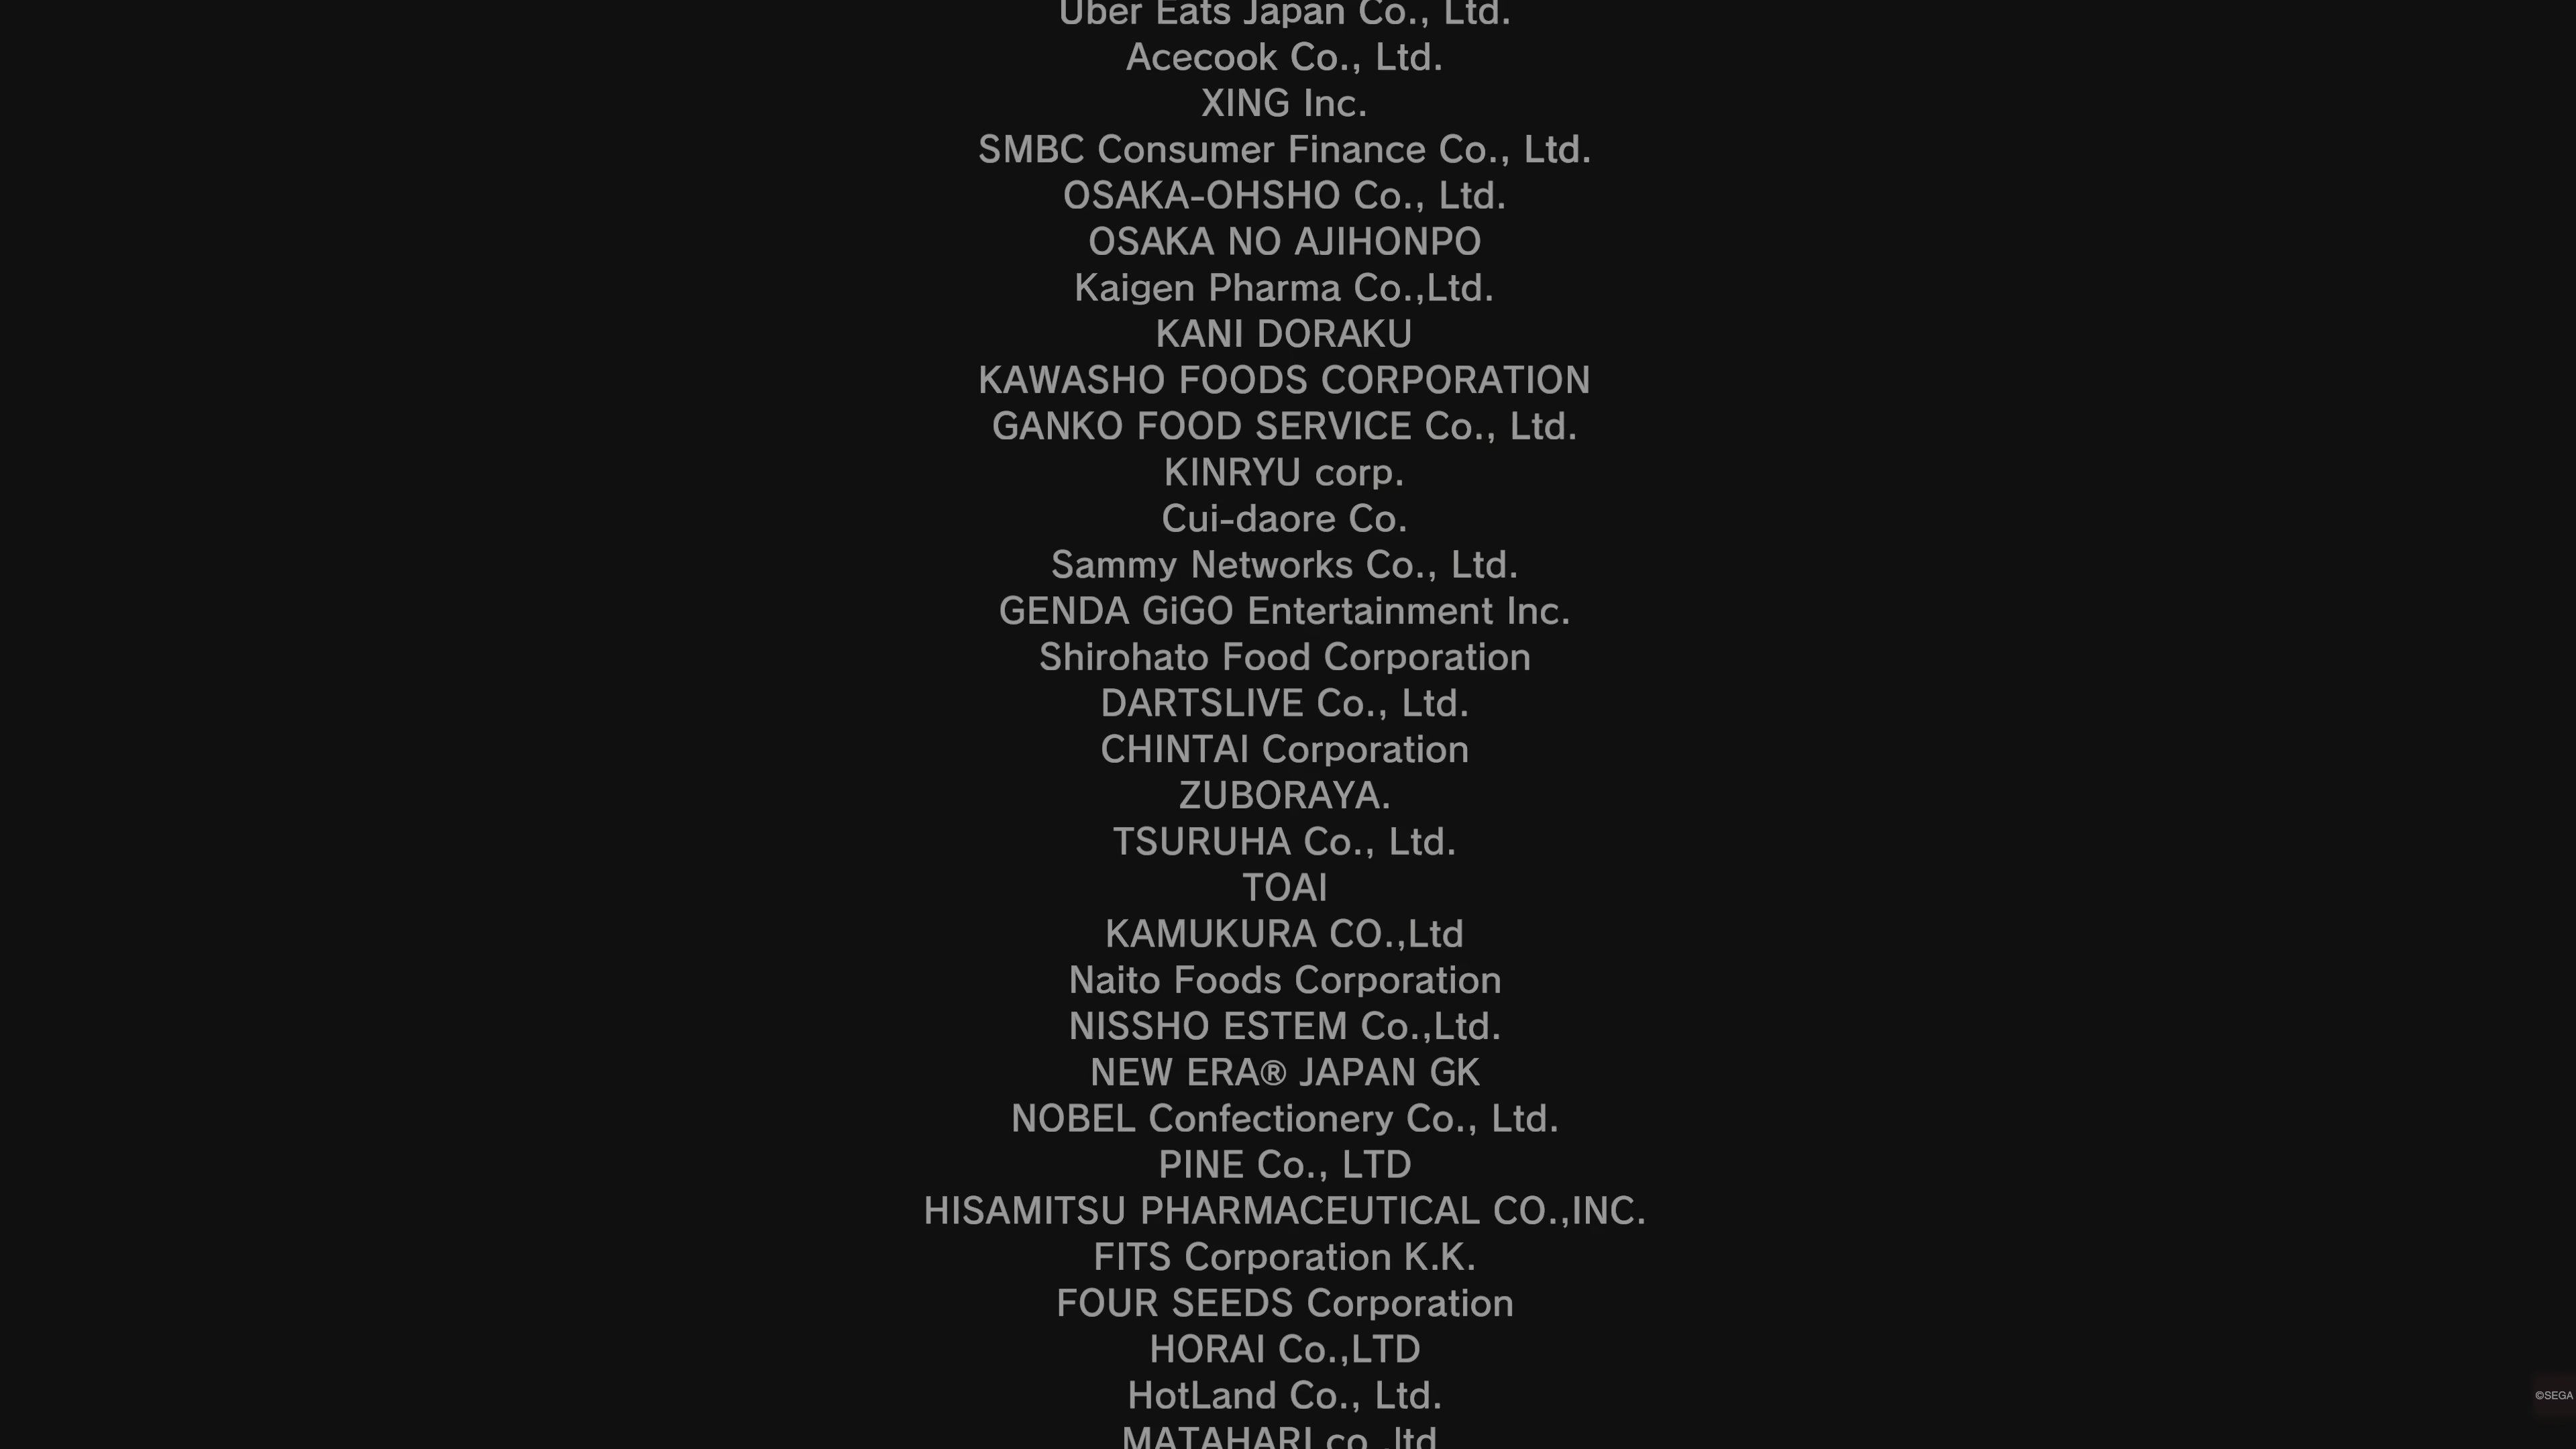 Uber Eats Japan Co., Ltd.
Acecook Co., Ltd.
XING Inc.
SMBC Consumer Finance Co., Ltd.
OSAKA-OHSHO Co., Ltd.
OSAKA NO AJIHONPO
Kaigen Pharma Co.,Ltd.
KANI DORAKU
KAWASHO FOODS CORPORATION
GANKO FOOD SERVICE Co., Ltd.
KINRYU corp.
Cui-daore Co.
Sammy Networks Co., Ltd.
GENDA GiGO Entertainment Inc.
Shirohato Food Corporation
DARTSLIVE Co., Ltd.
CHINTAI Corporation
ZUBORAYA.
TSURUHA Co., Ltd.
TOAI
KAMUKURA CO.,Ltd
Naito Foods Corporation
NISSHO ESTEM Co.,Ltd.
NEW ERA® JAPAN GK
NOBEL Confectionery Co., Ltd.
PINE Co., LTD
HISAMITSU PHARMACEUTICAL CO.,INC.
FITS Corporation K.K.
FOUR SEEDS Corporation
HORAI Co.,LTD
HotLand Co., Ltd.
©SEGA
MATAHARI co.,ltd